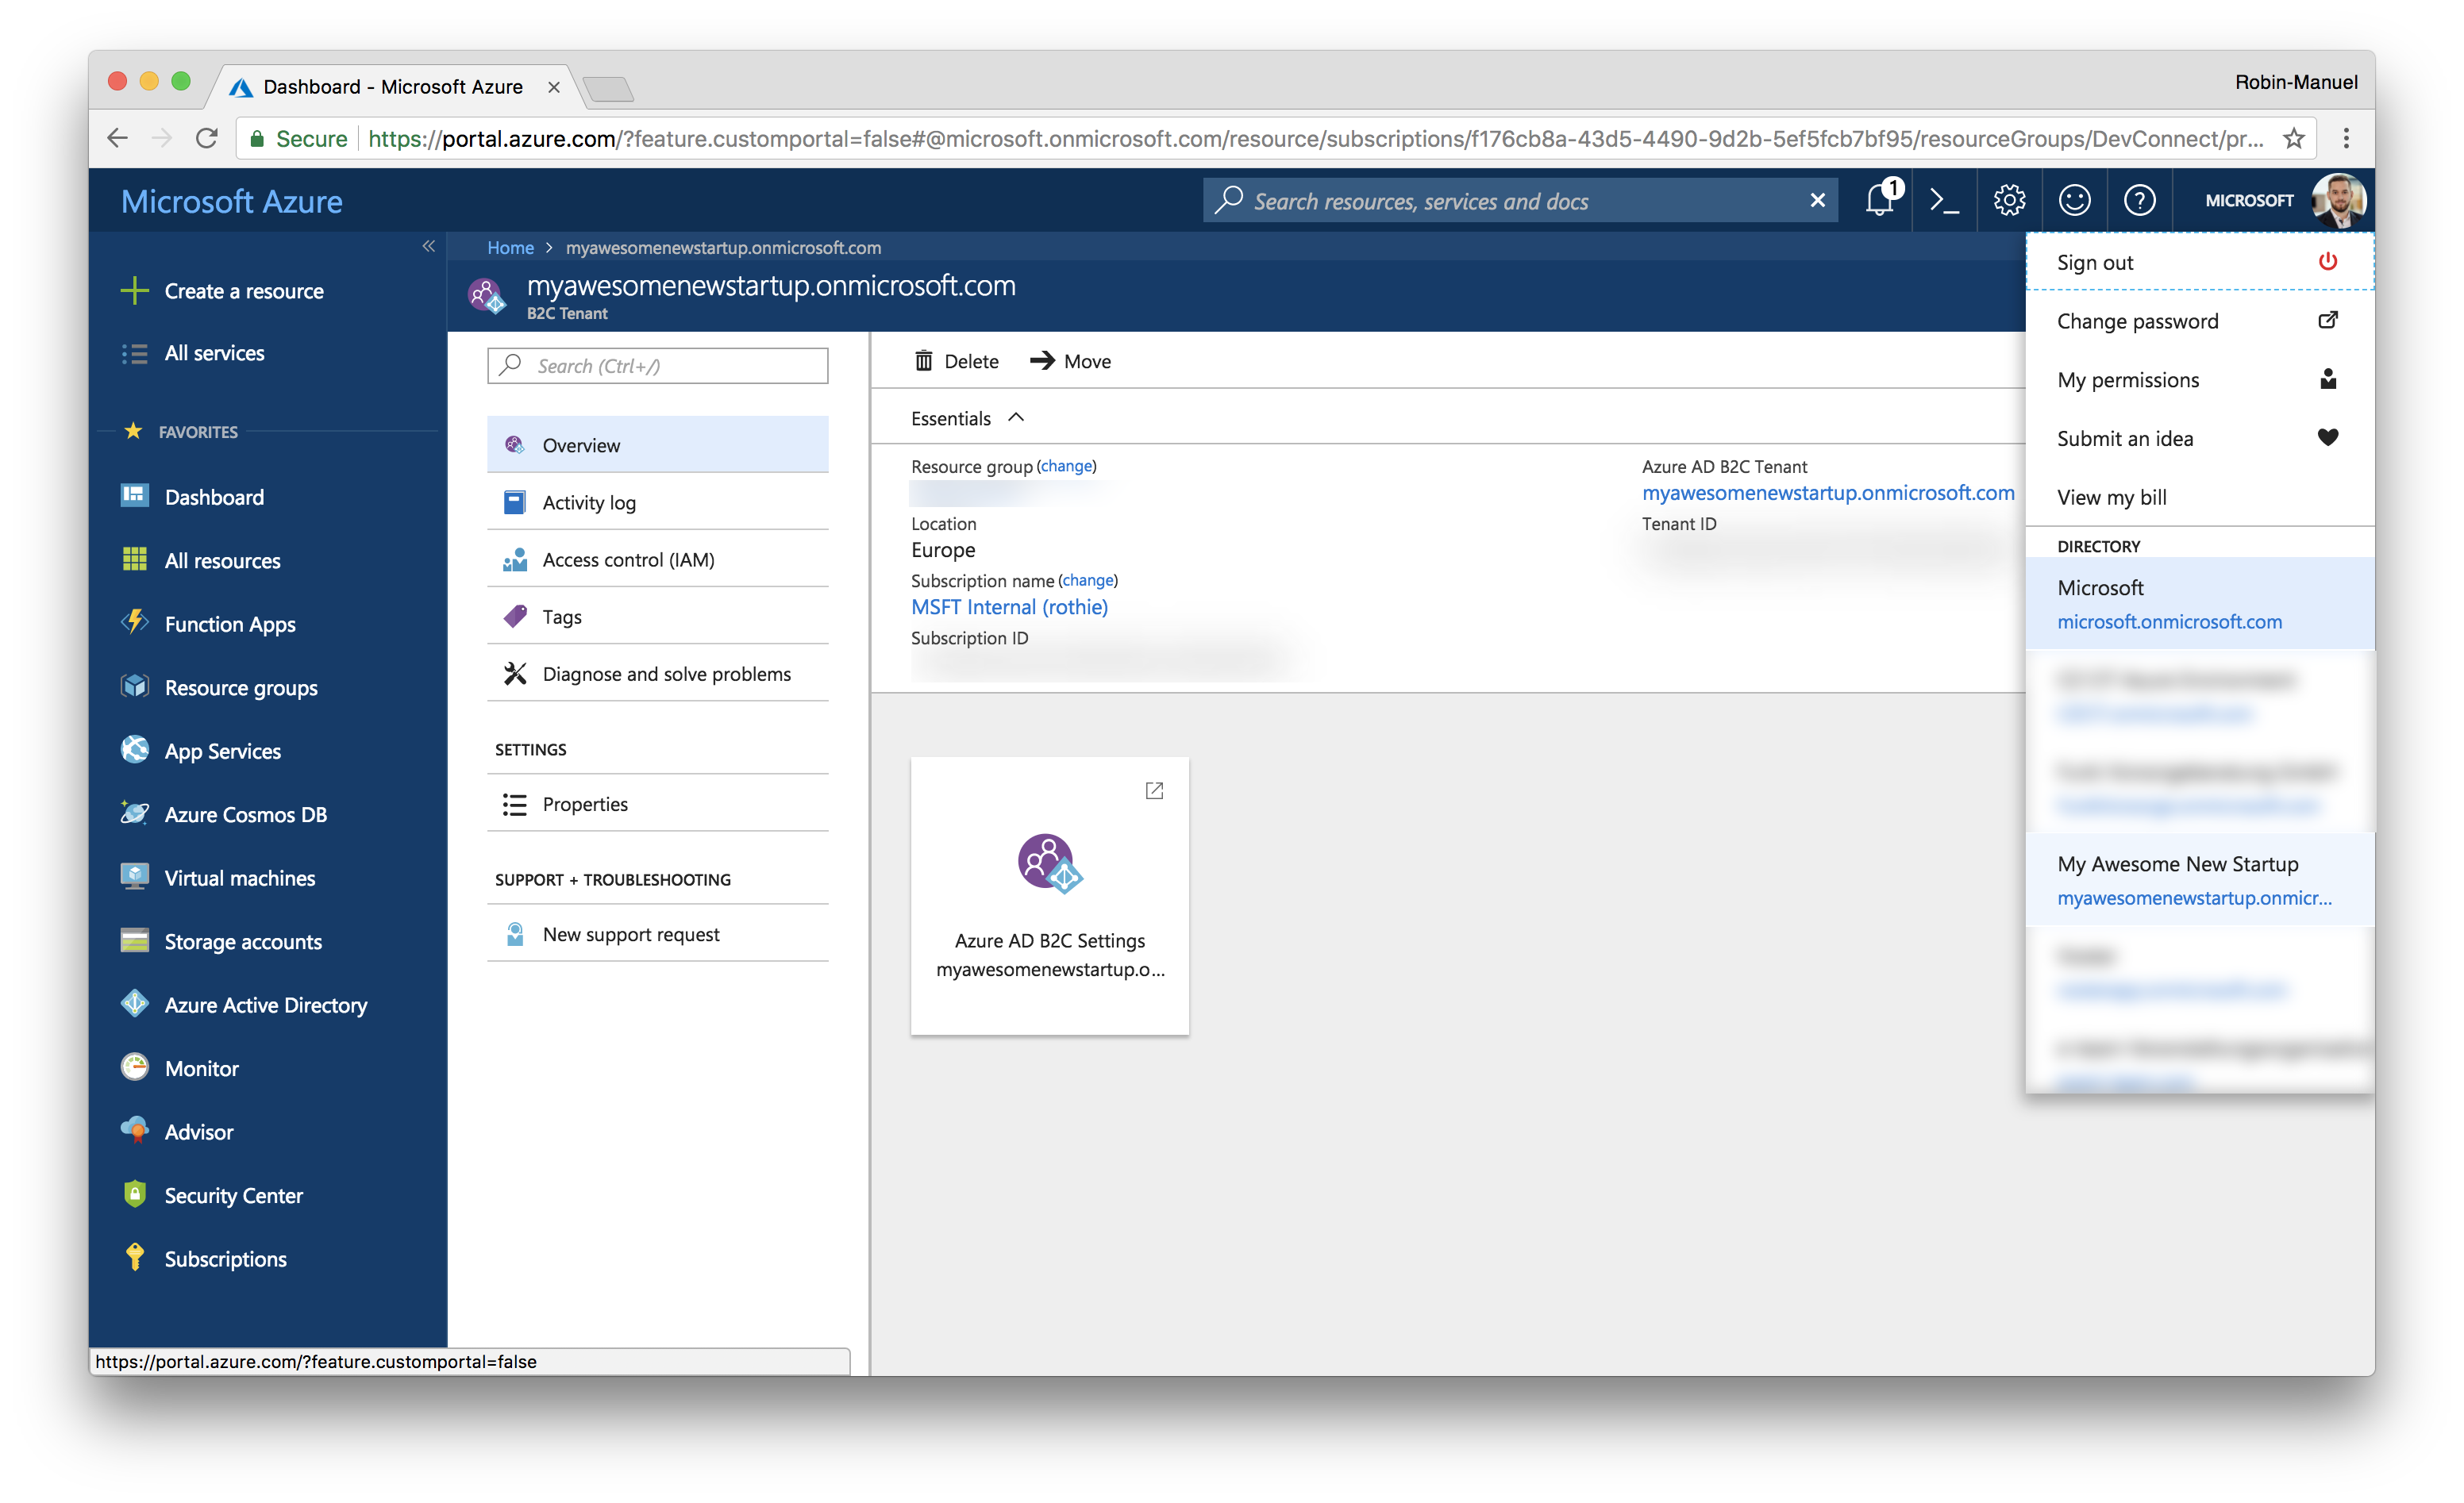 Dashboard - Microsoft Azure
Robin-Manuel
Secure
https://portal.azure.com/?feature.customportal=false#@microsoft.onmicrosoft.com/resource/subscriptions/f176cb8a-43d5-4490-9d2b-5ef5fcb7bf95/resourceGroups/DevConnect/pr...
Microsoft Azure
Search resources, services and docs
1
MICROSOFT
Create a resource
All services
FAVORITES
Dashboard
All resources
Function Apps
Resource groups
App Services
Azure Cosmos DB
Virtual machines
Storage accounts
Azure Active Directory
Monitor
Advisor
Security Center
Subscriptions
https://portal.azure.com/?feature.customportal=false
Home > myawesomenewstartup.onmicrosoft.com
myawesomenewstartup.onmicrosoft.com
B2C Tenant
Search (Ctrl+/)
Overview
Activity log
Access control (IAM)
Tags
Diagnose and solve problems
SETTINGS
Properties
SUPPORT + TROUBLESHOOTING
New support request
Delete
Move
Essentials
Resource group (change)
Location
Europe
Subscription name (change)
MSFT Internal (rothie)
Subscription ID
Azure AD B2C Tenant
myawesomenewstartup.onmicrosoft.com
Tenant ID
Azure AD B2C Settings
myawesomenewstartup.o...
Sign out
Change password
My permissions
Submit an idea
View my bill
DIRECTORY
Microsoft
microsoft.onmicrosoft.com
My Awesome New Startup
myawesomenewstartup.onmicr...